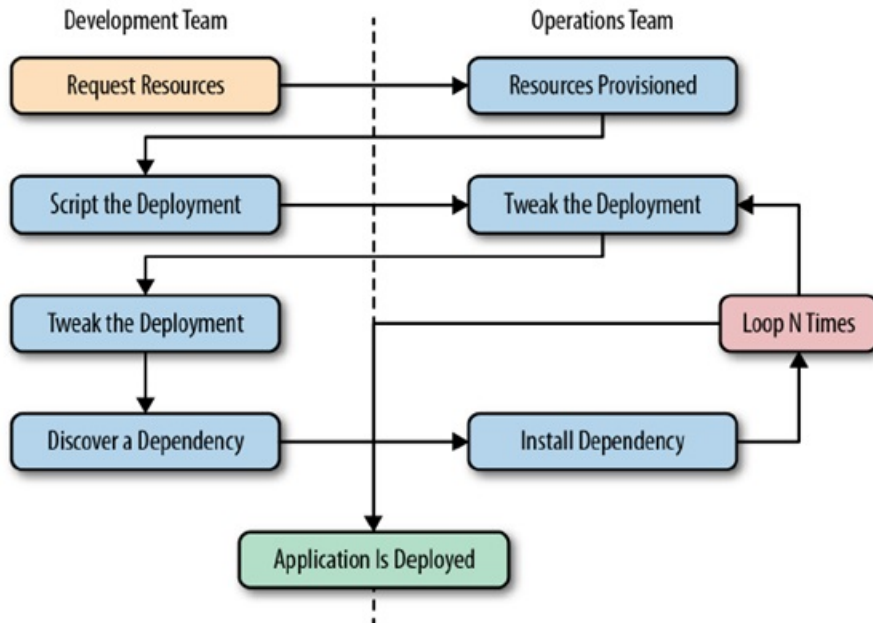 Development Team
Operations Team
Request Resources
Resources Provisioned
Script the Deployment
Tweak the Deployment
Tweak the Deployment
Loop N Times
Discover a Dependency
Install Dependency
Application Is Deployed